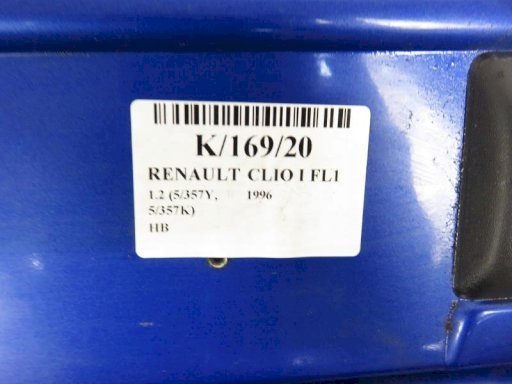 K/169/20
RENAULT CLIO I FL1
1.2 (5/357Y, 1996
5/357K)
HB